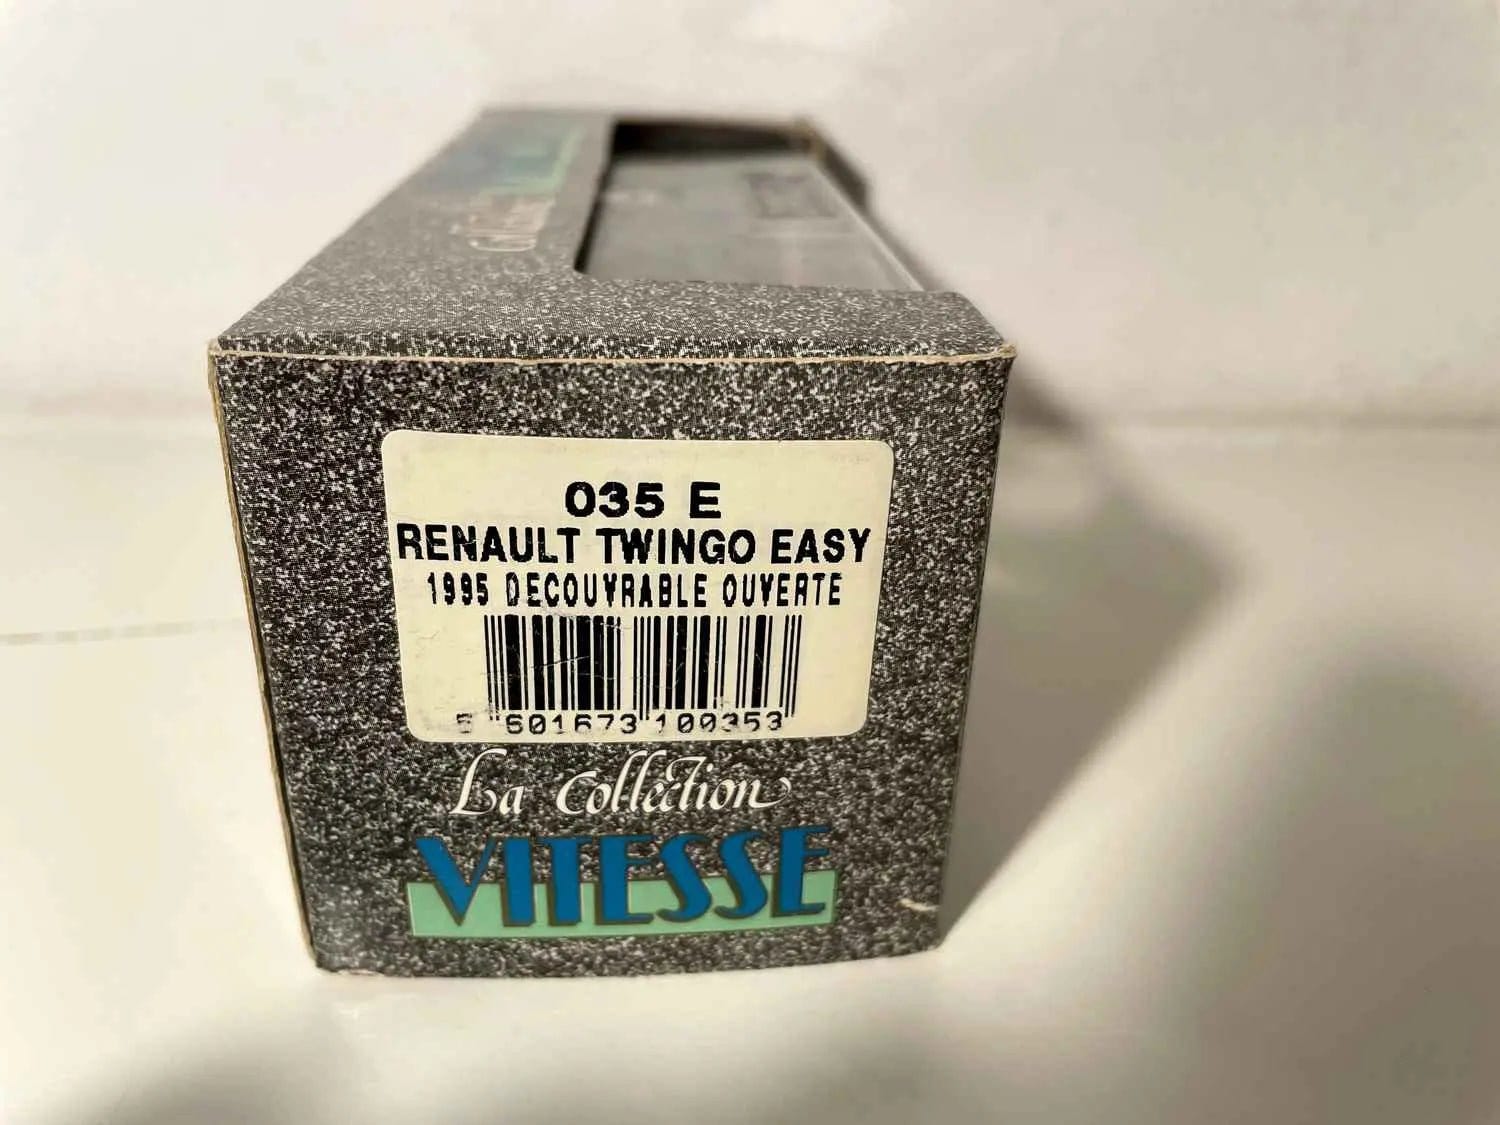 035 E
RENAULT TWINGO EASY
1995 DECOUVRABLE OUVERTE
5 601673 100353
La Collection
VITESSE